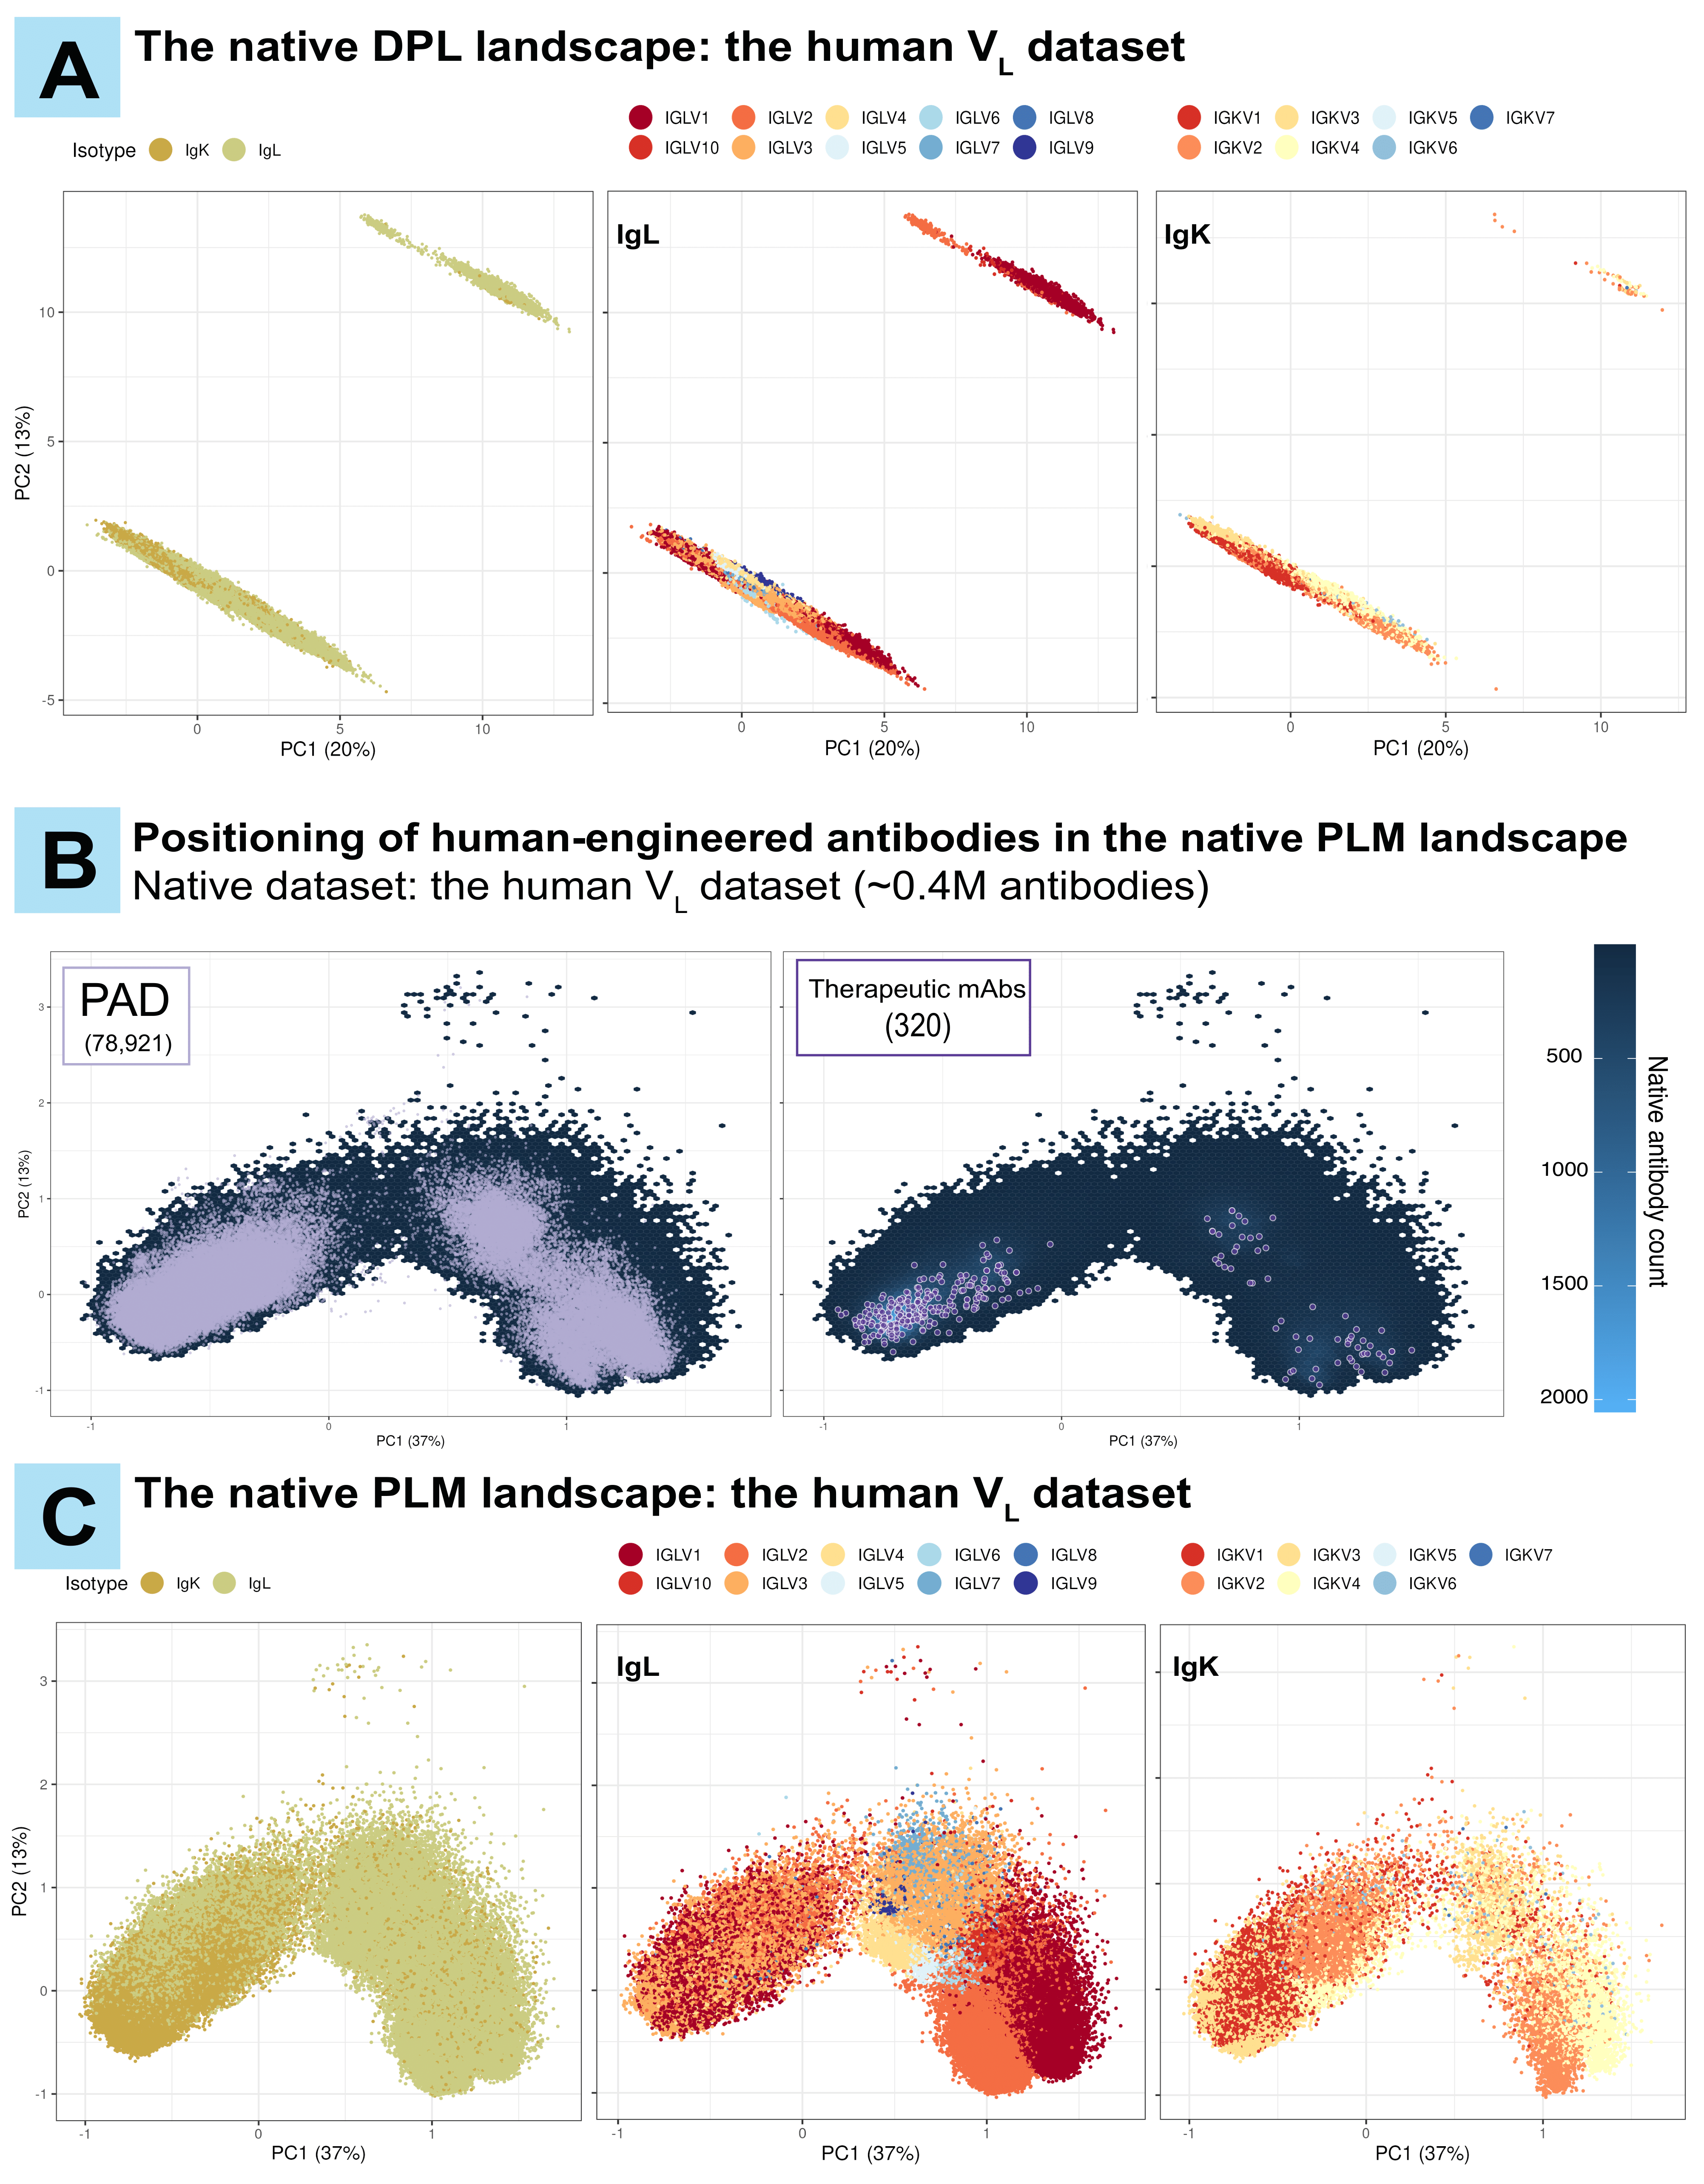 A
The native DPL landscape: the human VL dataset
Isotype IgK IgL
IGLV1 IGLV2 IGLV4 IGLV6 IGLV8
IGLV10 IGLV3 IGLV5 IGLV7 IGLV9
IGKV1 IGKV3 IGKV5 IGKV7
IGKV2 IGKV4 IGKV6
IgL
IgK
PC2 (13%)
10
5
0
-5
0 5 10
0 5 10
0 5 10
PC1 (20%)
PC1 (20%)
PC1 (20%)
B
Positioning of human-engineered antibodies in the native PLM landscape
Native dataset: the human VL dataset (~0.4M antibodies)
PAD
(78,921)
Therapeutic mAbs
(320)
PC2 (13%)
3
2
1
0
-1
-1 0 1
-1 0 1
PC1 (37%)
PC1 (37%)
500
1000
1500
2000
Native antibody count
C
The native PLM landscape: the human VL dataset
Isotype IgK IgL
IGLV1 IGLV2 IGLV4 IGLV6 IGLV8
IGLV10 IGLV3 IGLV5 IGLV7 IGLV9
IGKV1 IGKV3 IGKV5 IGKV7
IGKV2 IGKV4 IGKV6
IgL
IgK
PC2 (13%)
3
2
1
0
-1
-1 0 1
-1 0 1
-1 0 1
PC1 (37%)
PC1 (37%)
PC1 (37%)